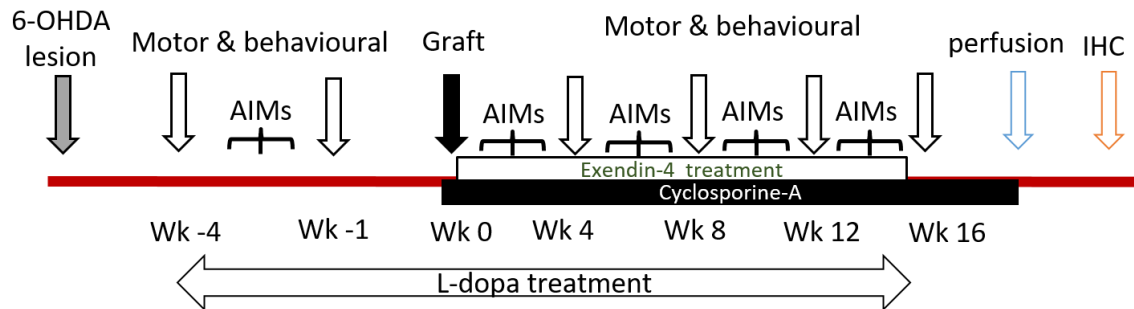 6-OHDA
lesion
Motor & behavioural
Graft
Motor & behavioural
perfusion
IHC
AIMs
AIMs
AIMs
AIMs
AIMs
Exendin-4 treatment
Cyclosporine-A
Wk -4
Wk -1
Wk 0
Wk 4
Wk 8
Wk 12
Wk 16
L-dopa treatment